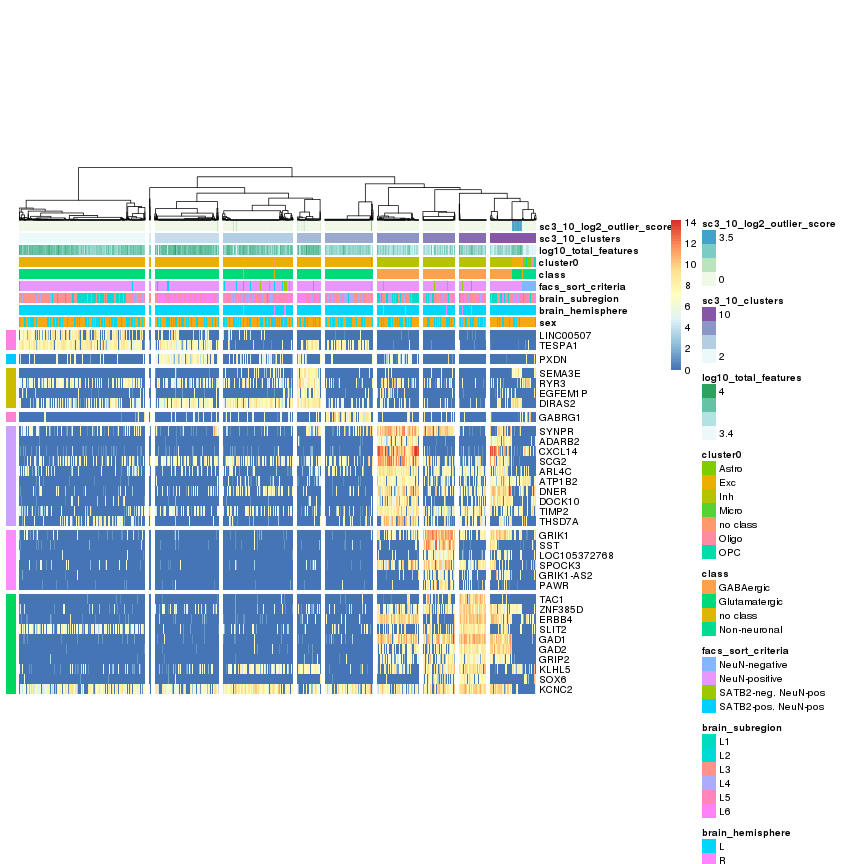 sc3_10_log2_outlier_score
sc3_10_clusters
log10_total_features
cluster0
class
facs_sort_criteria
brain_subregion
brain_hemisphere
sex
LINC00507
TESPA1
PXDN
SEMA3E
RYR3
EGFEM1P
DIRAS2
GABRG1
SYNPR
ADARB2
CXCL14
SCG2
ARL4C
ATP1B2
DNER
DOCK10
TIMP2
THSD7A
GRIK1
SST
LOC105372768
SPOCK3
GRIK1-AS2
PAWR
TAC1
ZNF385D
ERBB4
SLIT2
GAD1
GAD2
GRIP2
KLHL5
SOX6
KCNC2
14
12
10
8
6
4
2
0
sc3_10_log2_outlier_score
3.5
0
sc3_10_clusters
10
2
log10_total_features
4
3.4
cluster0
Astro
Exc
Inh
Micro
no class
Oligo
OPC
class
GABAergic
Glutamatergic
no class
Non-neuronal
facs_sort_criteria
NeuN-negative
NeuN-positive
SATB2-neg. NeuN-pos
SATB2-pos. NeuN-pos
brain_subregion
L1
L2
L3
L4
L5
L6
brain_hemisphere
L
R